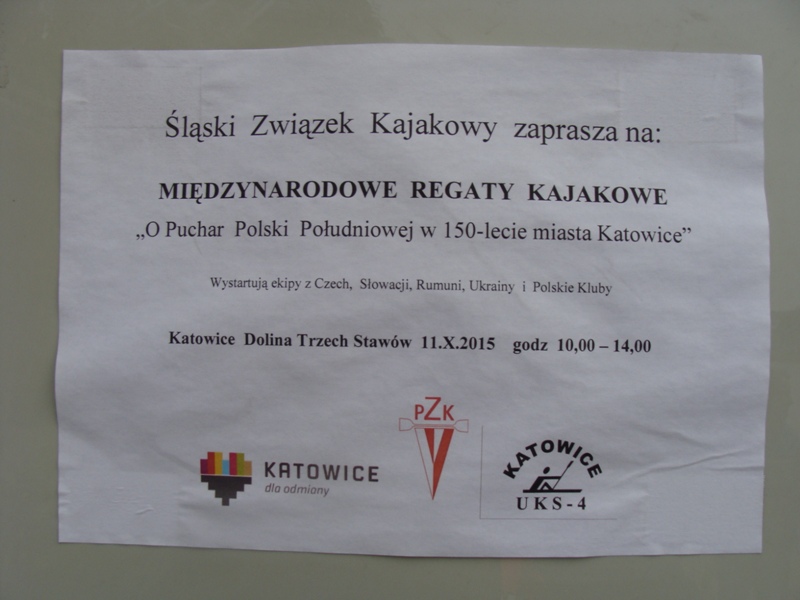 Śląski Związek Kajakowy zaprasza na:
MIĘDZYNARODOWE REGATY KAJAKOWE
„O Puchar Polski Południowej w 150-lecie miasta Katowice”
Wystartują ekipy z Czech, Słowacji, Rumuni, Ukrainy i Polskie Kluby
Katowice Dolina Trzech Stawów 11.X.2015 godz 10,00 – 14,00
PZK
KATOWICE
dla odmiany
KATOWICE
UKS-4